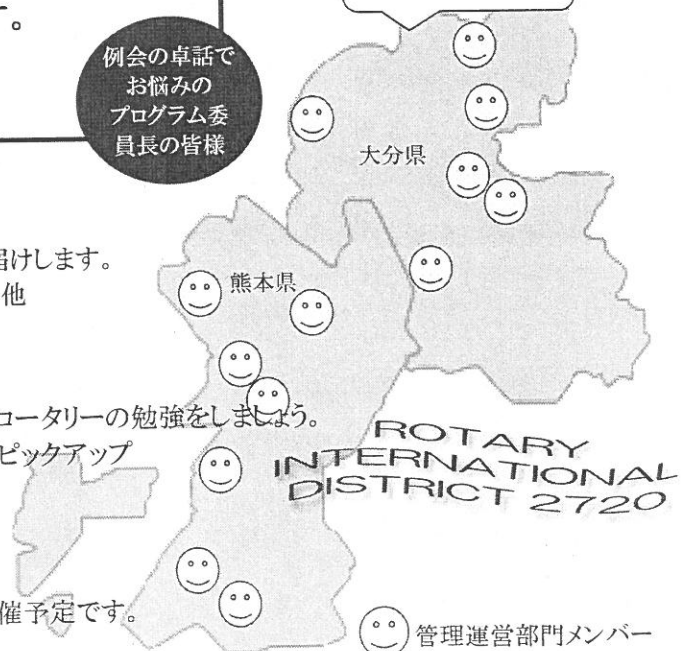 す。
例会の卓話で
お悩みの
プログラム委
員長の皆様
大分県
届けします。
他
熊本県
ロータリーの勉強をしましょう。
ピックアップ
ROTARY
INTERNATIONAL
DISTRICT 2720
催予定です。
管理運営部門メンバー